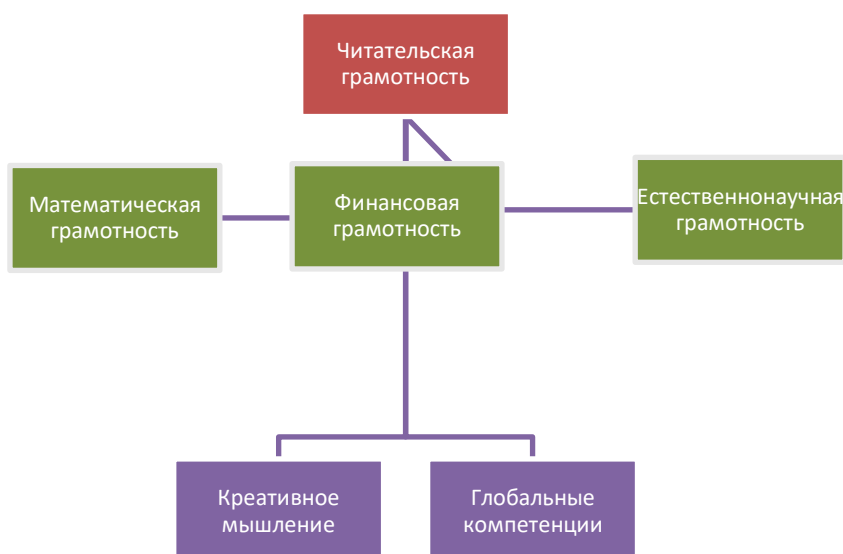 Читательская
грамотность
Математическая
грамотность
Финансовая
грамотность
Естественнонаучная
грамотность
Креативное
мышление
Глобальные
компетенции